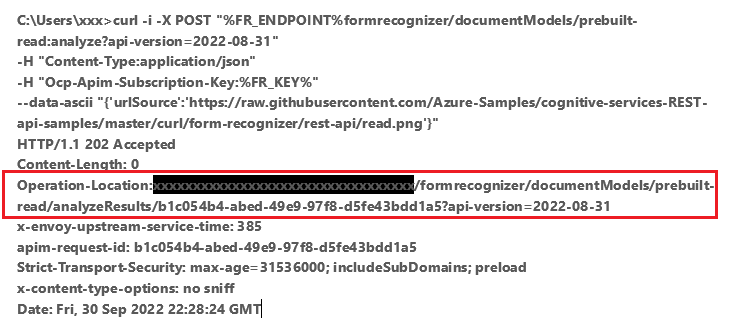 C:\Users\xxx>curl -i -X POST "%FR_ENDPOINT%formrecognizer/documentModels/prebuilt-
read:analyze?api-version=2022-08-31"
-H "Content-Type:application/json"
-H "Ocp-Apim-Subscription-Key:%FR_KEY%"
--data-ascii "{'urlSource':'https://raw.githubusercontent.com/Azure-Samples/cognitive-services-REST-
api-samples/master/curl/form-recognizer/rest-api/read.png'}"
HTTP/1.1 202 Accepted
Content-Length: 0
Operation-Location:/formrecognizer/documentModels/prebuilt-
read/analyzeResults/b1c054b4-abed-49e9-97f8-d5fe43bdd1a5?api-version=2022-08-31
x-envoy-upstream-service-time: 385
apim-request-id: b1c054b4-abed-49e9-97f8-d5fe43bdd1a5
Strict-Transport-Security: max-age=31536000; includeSubDomains; preload
x-content-type-options: no sniff
Date: Fri, 30 Sep 2022 22:28:24 GMT